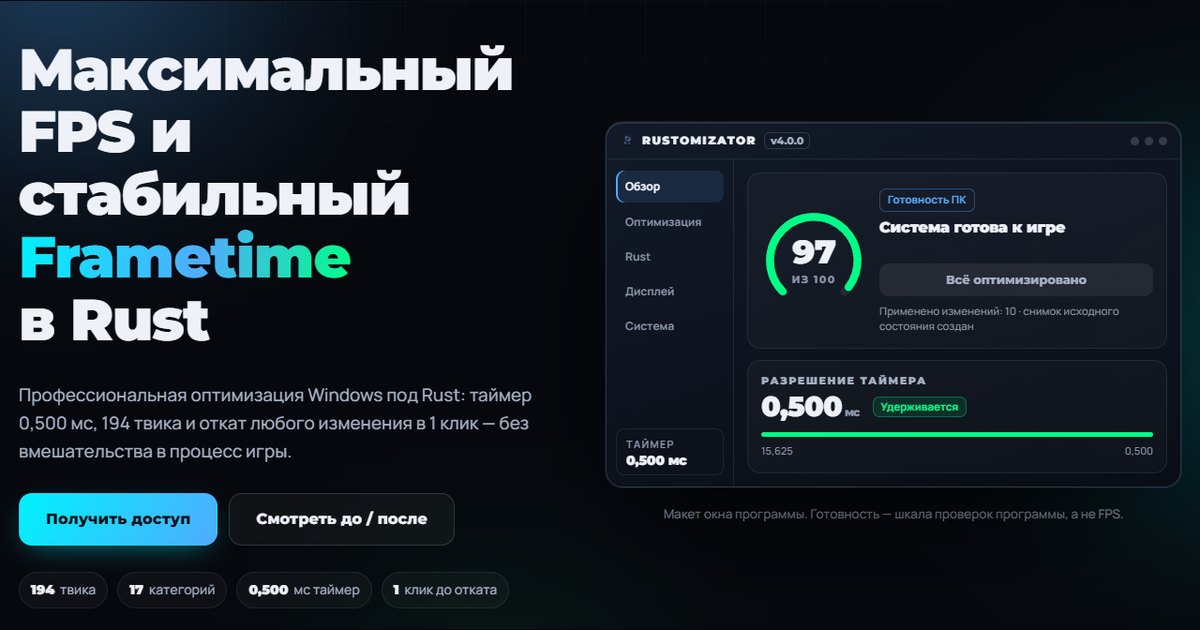 Максимальный
FPS и
стабильный
Frametime
в Rust
Профессиональная оптимизация Windows под Rust: таймер
0,500 мс, 194 твика и откат любого изменения в 1 клик — без
вмешательства в процесс игры.
Получить доступ
Смотреть до / после
194 твика
17 категорий
0,500 мс таймер
1 клик до отката
RUSTOMIZATOR v4.0.0
Обзор
Оптимизация
Rust
Дисплей
Система
ТАЙМЕР
0,500 мс
97
ИЗ 100
Готовность ПК
Система готова к игре
Всё оптимизировано
Применено изменений: 10 · снимок исходного
состояния создан
РАЗРЕШЕНИЕ ТАЙМЕРА
0,500 мс Удерживается
15,625 0,500
Макет окна программы. Готовность — шкала проверок программы, а не FPS.